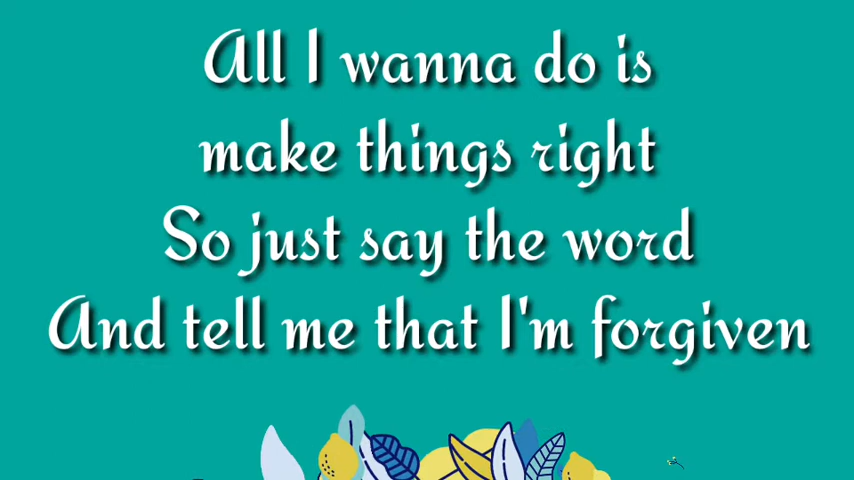 All I wanna do is
make things right
So just say the word
And tell me that I'm forgiven